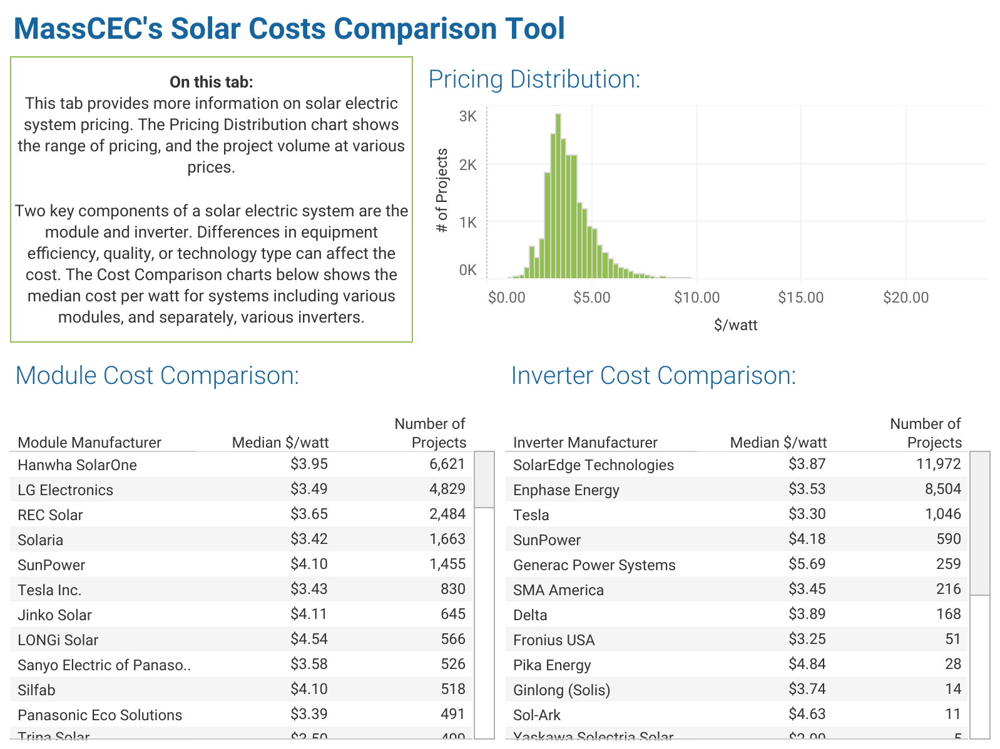 MassCEC's Solar Costs Comparison Tool
On this tab:
This tab provides more information on solar electric
system pricing. The Pricing Distribution chart shows
the range of pricing, and the project volume at various
prices.
Two key components of a solar electric system are the
module and inverter. Differences in equipment
efficiency, quality, or technology type can affect the
cost. The Cost Comparison charts below shows the
median cost per watt for systems including various
modules, and separately, various inverters.
Pricing Distribution:
# of Projects
3K
2K
1K
0K
$0.00 $5.00 $10.00 $15.00 $20.00
$/watt
Module Cost Comparison:
Module Manufacturer Median $/watt Number of
Projects
Hanwha SolarOne $3.95 6,621
LG Electronics $3.49 4,829
REC Solar $3.65 2,484
Solaria $3.42 1,663
SunPower $4.10 1,455
Tesla Inc. $3.43 830
Jinko Solar $4.11 645
LONGi Solar $4.54 566
Sanyo Electric of Panaso.. $3.58 526
Silfab $4.10 518
Panasonic Eco Solutions $3.39 491
Trina Solar
Inverter Cost Comparison:
Inverter Manufacturer Median $/watt Number of
Projects
SolarEdge Technologies $3.87 11,972
Enphase Energy $3.53 8,504
Tesla $3.30 1,046
SunPower $4.18 590
Generac Power Systems $5.69 259
SMA America $3.45 216
Delta $3.89 168
Fronius USA $3.25 51
Pika Energy $4.84 28
Ginlong (Solis) $3.74 14
Sol-Ark $4.63 11
Yaskawa Solectria Solar 5